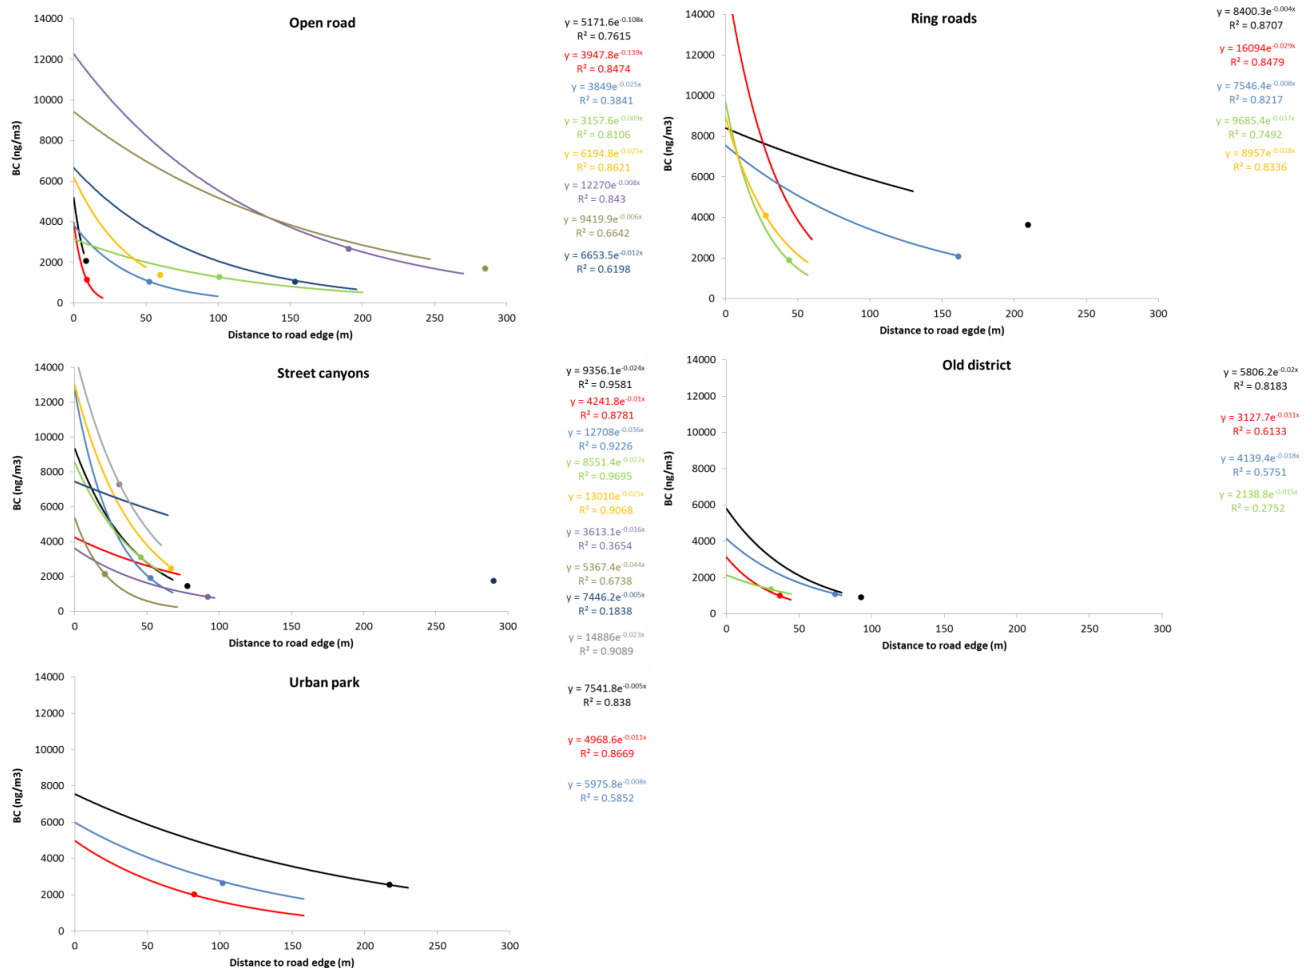 Open road
14000
12000
10000
8000
6000
4000
2000
0
BC (ng/m3)
0 50 100 150 200 250 300
Distance to road edge (m)
y = 5171.6e-0.108x
R² = 0.7615
y = 3947.8e-0.139x
R² = 0.8474
y = 3849e-0.025x
R² = 0.3841
y = 3157.6e-0.009x
R² = 0.8106
y = 6194.8e-0.025x
R² = 0.8621
y = 12270e-0.008x
R² = 0.843
y = 9419.9e-0.006x
R² = 0.6642
y = 6653.5e-0.012x
R² = 0.6198
Ring roads
14000
12000
10000
8000
6000
4000
2000
0
BC (ng/m3)
0 50 100 150 200 250 300
Distance to road egde (m)
y = 8400.3e-0.004x
R² = 0.8707
y = 16094e-0.029x
R² = 0.8479
y = 7546.4e-0.008x
R² = 0.8217
y = 9685.4e-0.037x
R² = 0.7492
y = 8957e-0.028x
R² = 0.8336
Street canyons
14000
12000
10000
8000
6000
4000
2000
0
BC (ng/m3)
0 50 100 150 200 250 300
Distance to road edge (m)
y = 9356.1e-0.024x
R² = 0.9581
y = 4241.8e-0.01x
R² = 0.8781
y = 12708e-0.036x
R² = 0.9226
y = 8551.4e-0.022x
R² = 0.9695
y = 13010e-0.025x
R² = 0.9068
y = 3613.1e-0.016x
R² = 0.3654
y = 5367.4e-0.044x
R² = 0.6738
y = 7446.2e-0.005x
R² = 0.1838
y = 14886e-0.023x
R² = 0.9089
Old district
14000
12000
10000
8000
6000
4000
2000
0
BC (ng/m3)
0 50 100 150 200 250 300
Distance to road edge (m)
y = 5806.2e-0.02x
R² = 0.8183
y = 3127.7e-0.031x
R² = 0.6133
y = 4139.4e-0.018x
R² = 0.5751
y = 2138.8e-0.015x
R² = 0.2752
Urban park
14000
12000
10000
8000
6000
4000
2000
0
BC (ng/m3)
0 50 100 150 200 250 300
Distance to road edge (m)
y = 7541.8e-0.005x
R² = 0.838
y = 4968.6e-0.011x
R² = 0.8669
y = 5975.8e-0.008x
R² = 0.5852